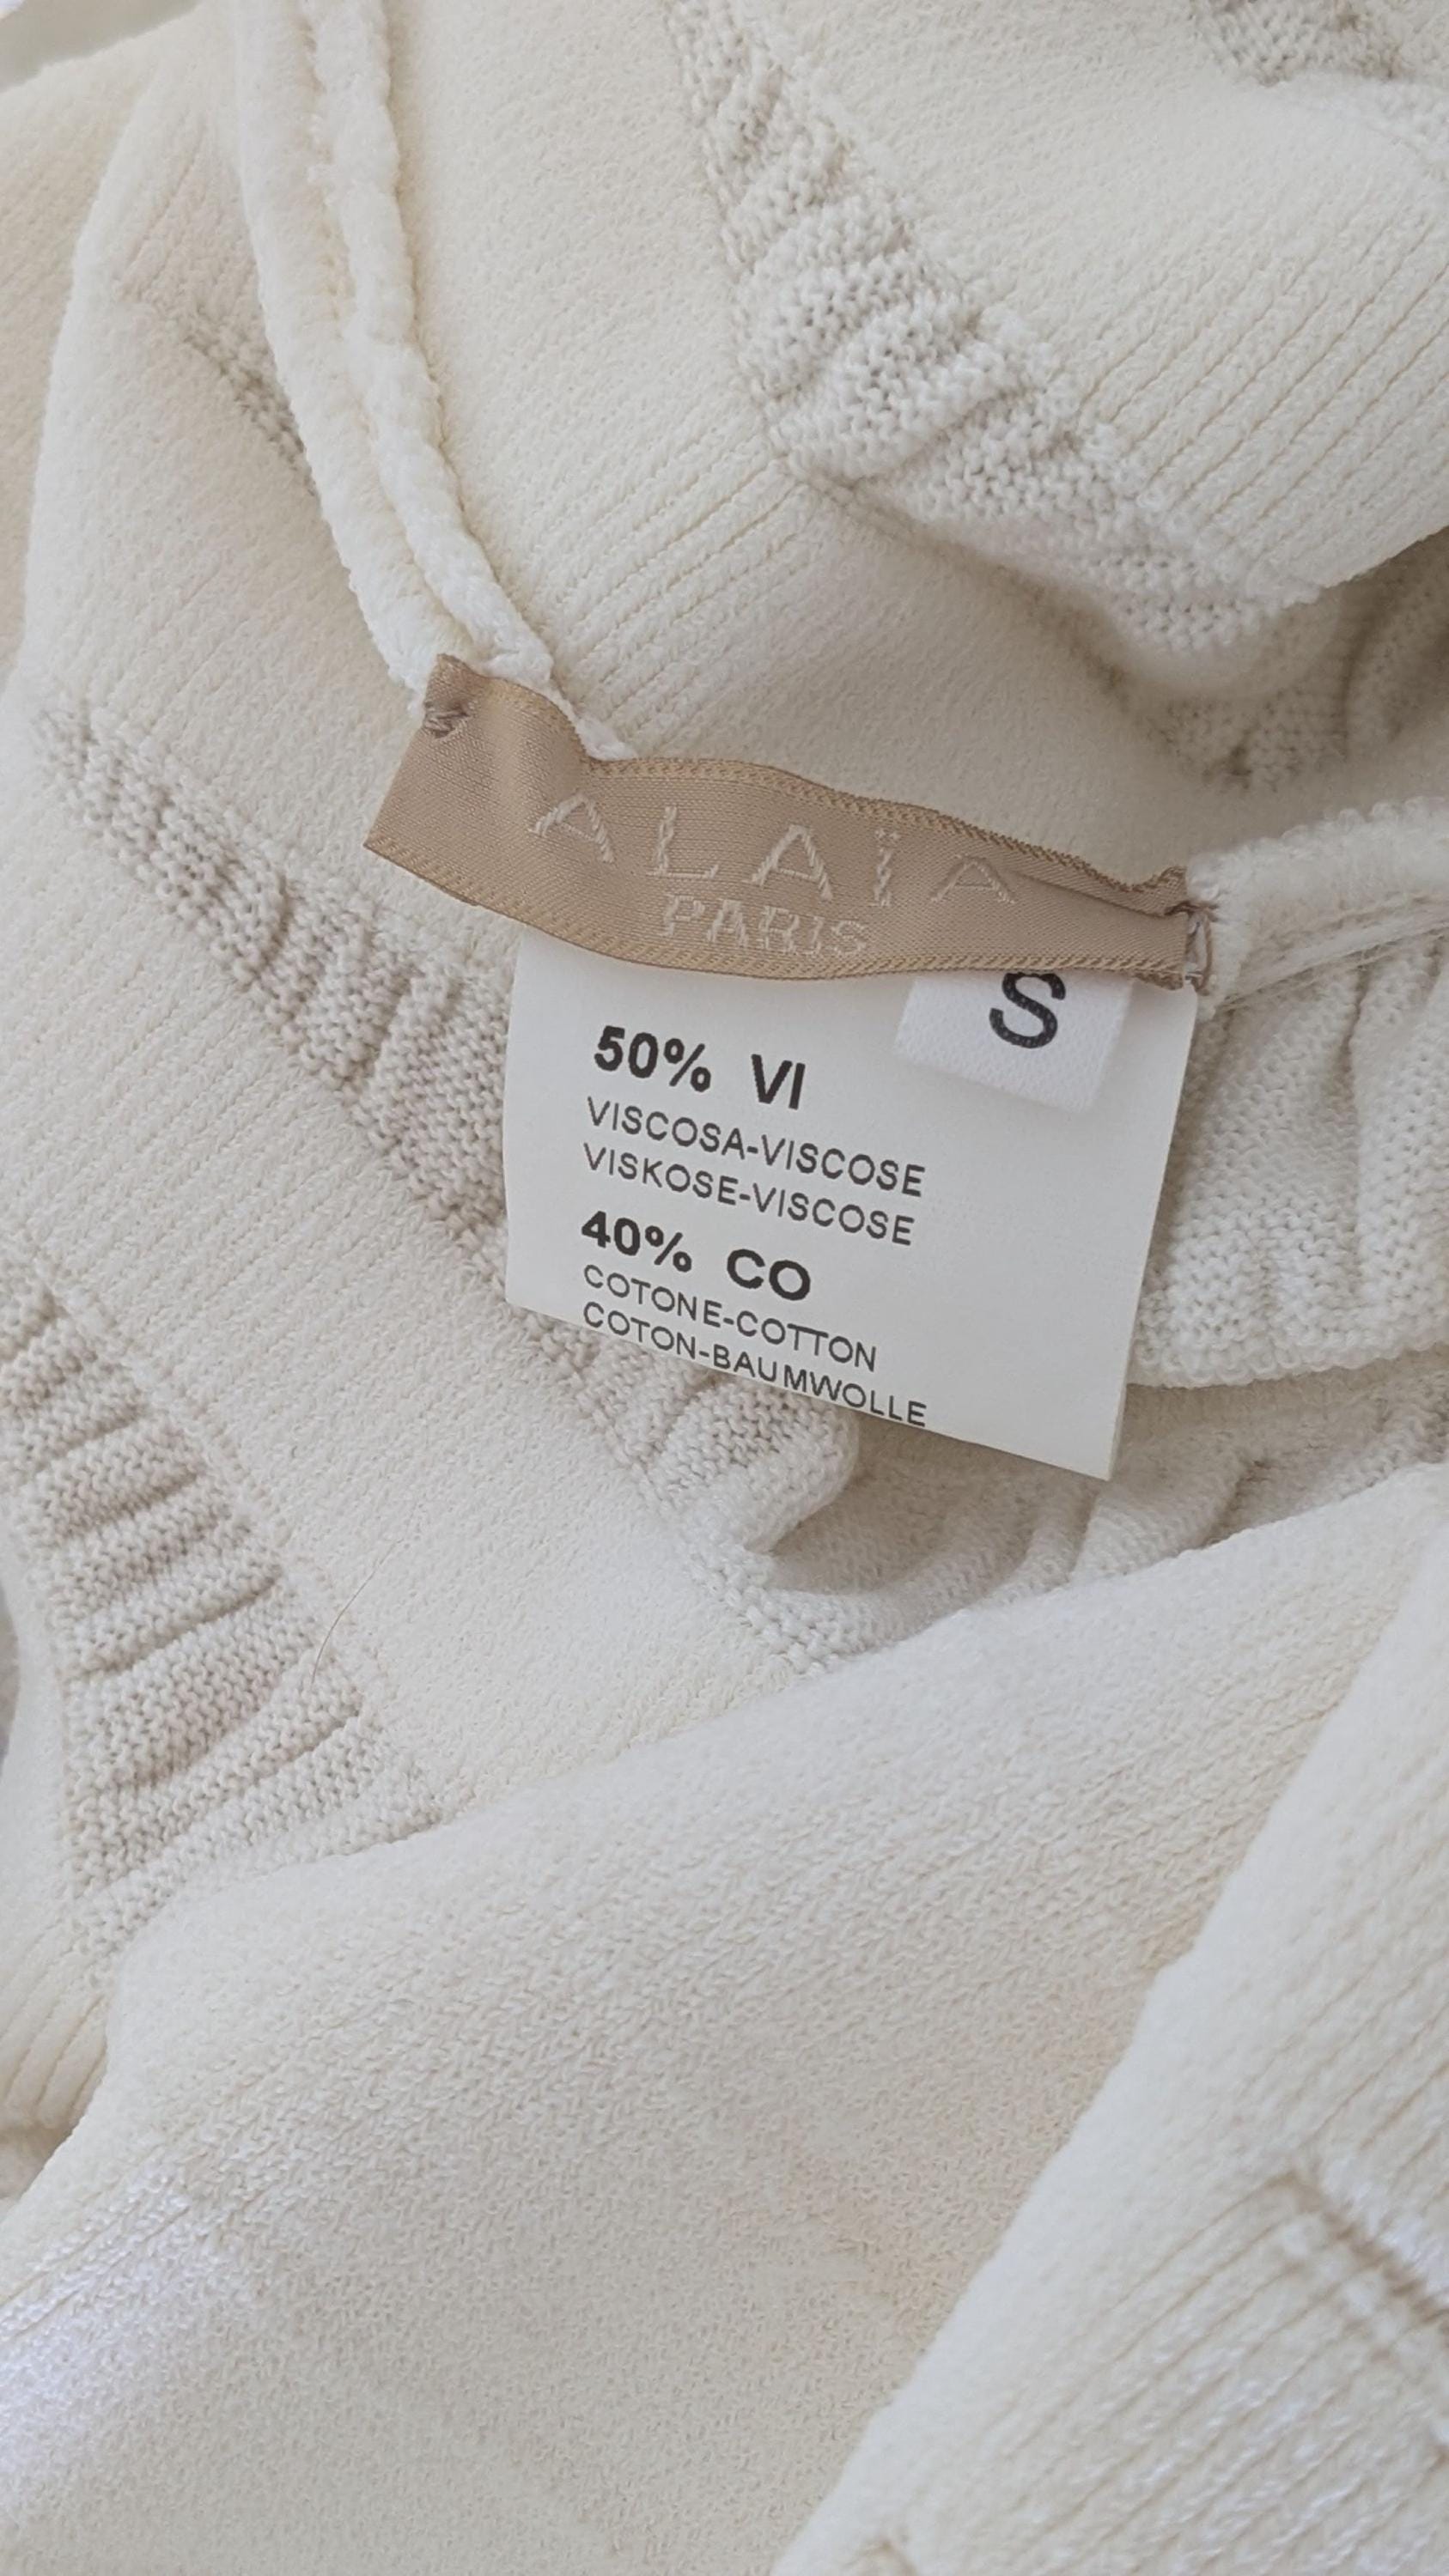 ALAÏA
PARIS
S
50% VI
VISCOSA-VISCOSE
VISKOSE-VISCOSE
40% CO
COTONE-COTTON
COTON-BAUMWOLLE